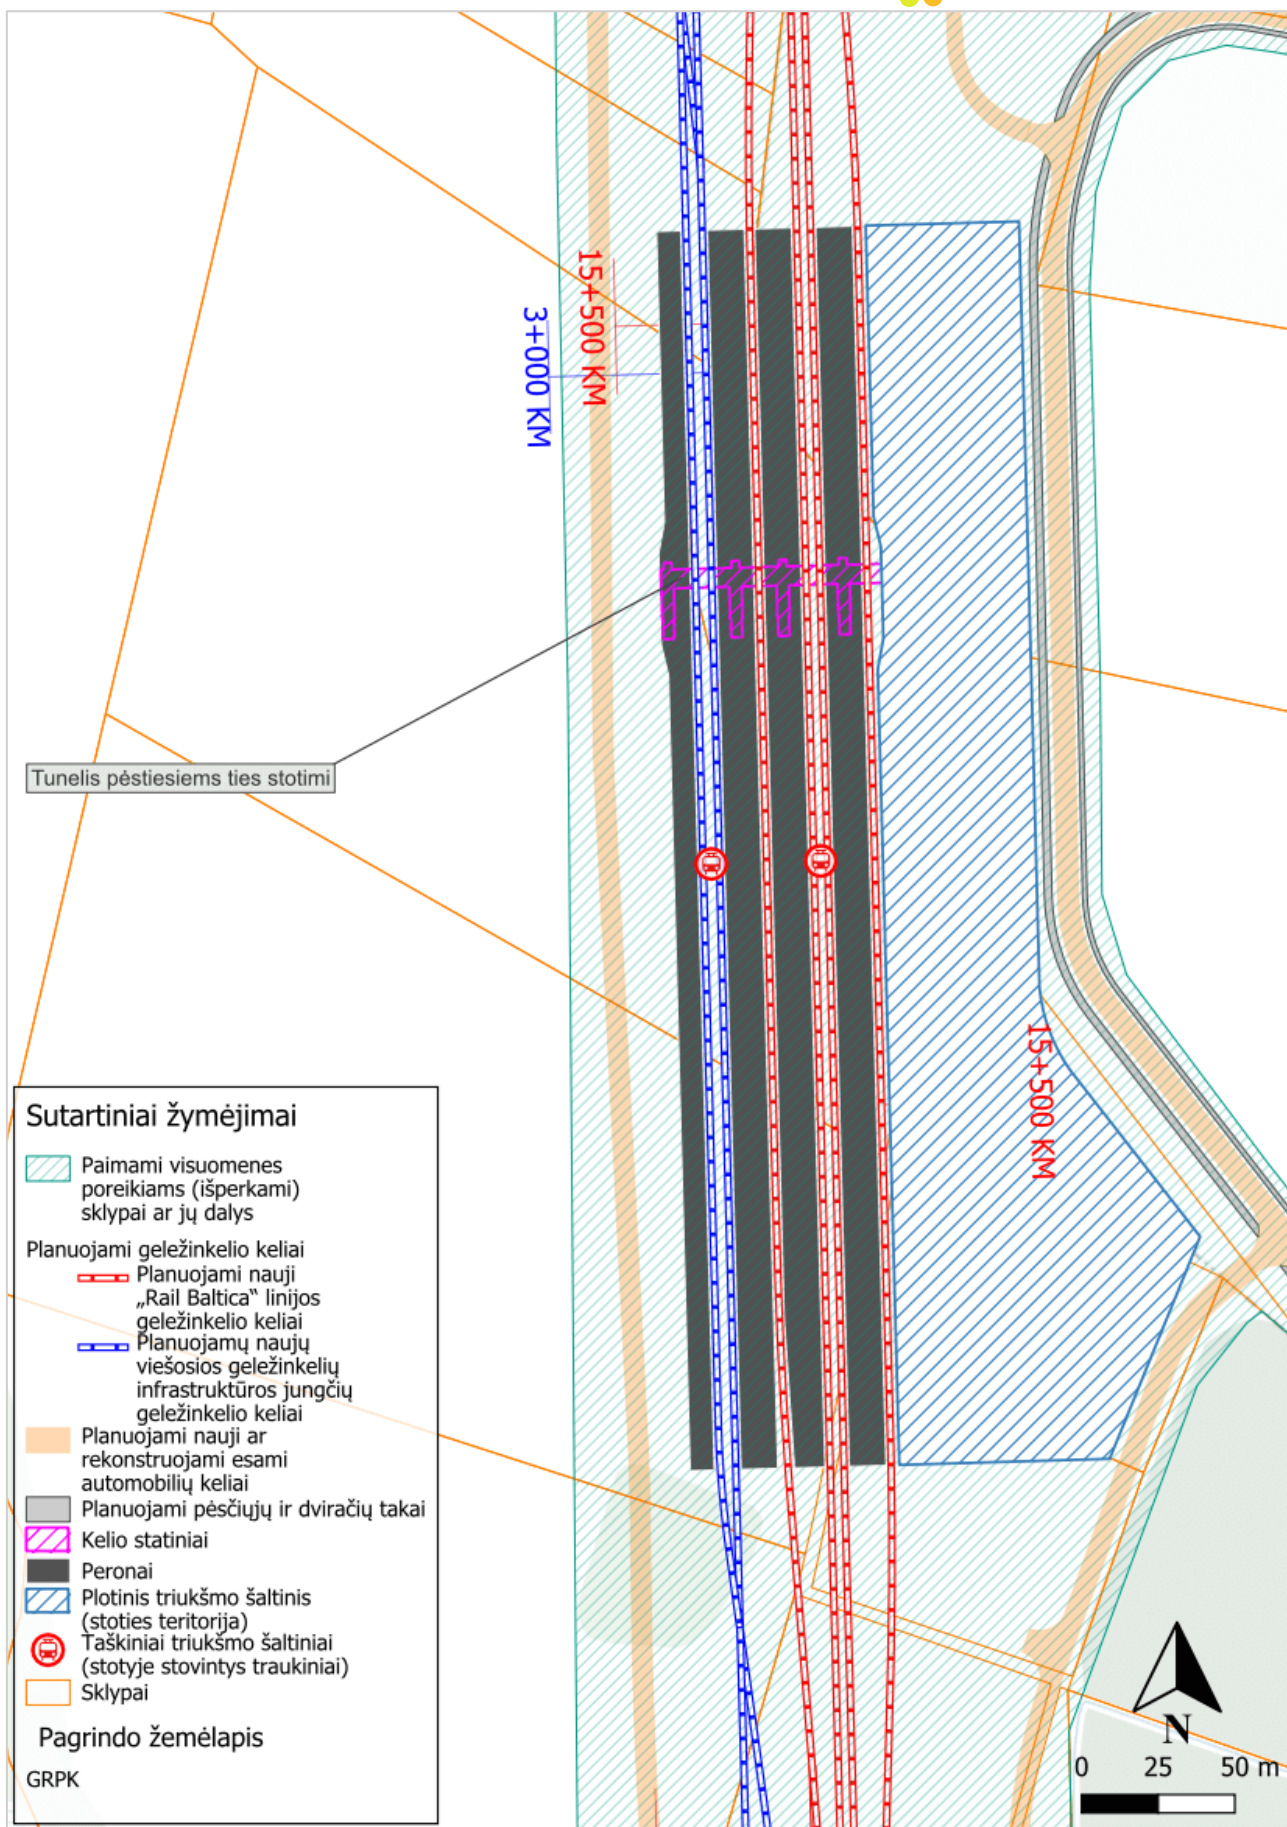 15+500 KM
3+000 KM
Tunelis pėstiesiems ties stotimi
15+500 KM
Sutartiniai žymėjimai
Paimami visuomenes
poreikiams (išperkami)
sklypai ar jų dalys
Planuojami geležinkelio keliai
Planuojami nauji
„Rail Baltica“ linijos
geležinkelio keliai
Planuojamų naujų
viešosios geležinkelių
infrastruktūros jungčių
geležinkelio keliai
Planuojami nauji ar
rekonstruojami esami
automobilių keliai
Planuojami pėsčiųjų ir dviračių takai
Kelio statiniai
Peronai
Plotinis triukšmo šaltinis
(stoties teritorija)
Taškiniai triukšmo šaltiniai
(stotyje stovintys traukiniai)
Sklypai
Pagrindo žemėlapis
GRPK
N
0 25 50 m